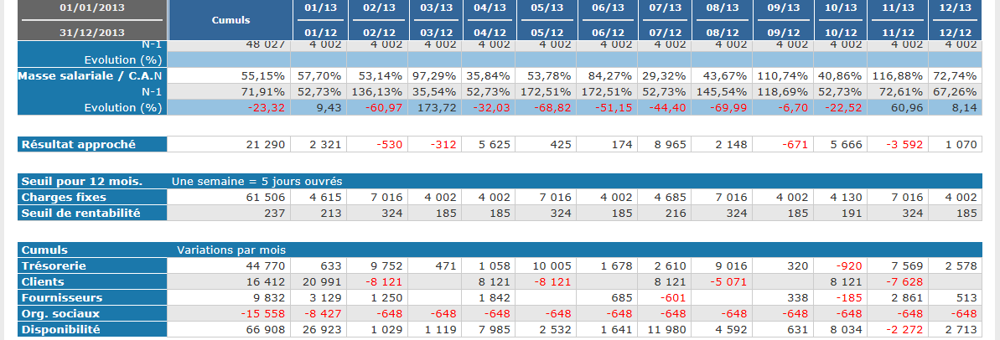 01/01/2013 Cumuls 01/13 02/13 03/13 04/13 05/13 06/13 07/13 08/13 09/13 10/13 11/13 12/13
31/12/2013 01/12 02/12 03/12 04/12 05/12 06/12 07/12 08/12 09/12 10/12 11/12 12/12
N-1 48 027 4 002 4 002 4 002 4 002 4 002 4 002 4 002 4 002 4 002 4 002 4 002 4 002
Evolution (%)
Masse salariale / C.A.N 55,15% 57,70% 53,14% 97,29% 35,84% 53,78% 84,27% 29,32% 43,67% 110,74% 40,86% 116,88% 72,74%
N-1 71,91% 52,73% 136,13% 35,54% 52,73% 172,51% 172,51% 52,73% 145,54% 118,69% 52,73% 72,61% 67,26%
Evolution (%) -23,32 9,43 -60,97 173,72 -32,03 -68,82 -51,15 -44,40 -69,99 -6,70 -22,52 60,96 8,14
Résultat approché 21 290 2 321 -530 -312 5 625 425 174 8 965 2 148 -671 5 666 -3 592 1 070
Seuil pour 12 mois. Une semaine = 5 jours ouvrés
Charges fixes 61 506 4 615 7 016 4 002 4 002 7 016 4 002 4 685 7 016 4 002 4 130 7 016 4 002
Seuil de rentabilité 237 213 324 185 185 324 185 216 324 185 191 324 185
Cumuls Variations par mois
Trésorerie 44 770 633 9 752 471 1 058 10 005 1 678 2 610 9 016 320 -920 7 569 2 578
Clients 16 412 20 991 -8 121 8 121 -8 121 8 121 -5 071 8 121 -7 628
Fournisseurs 9 832 3 129 1 250 1 842 685 -601 338 -185 2 861 513
Org. sociaux -15 558 -8 427 -648 -648 -648 -648 -648 -648 -648 -648 -648 -648 -648
Disponibilité 66 908 26 923 1 029 1 119 7 985 2 532 1 641 11 980 4 592 631 8 034 -2 272 2 713